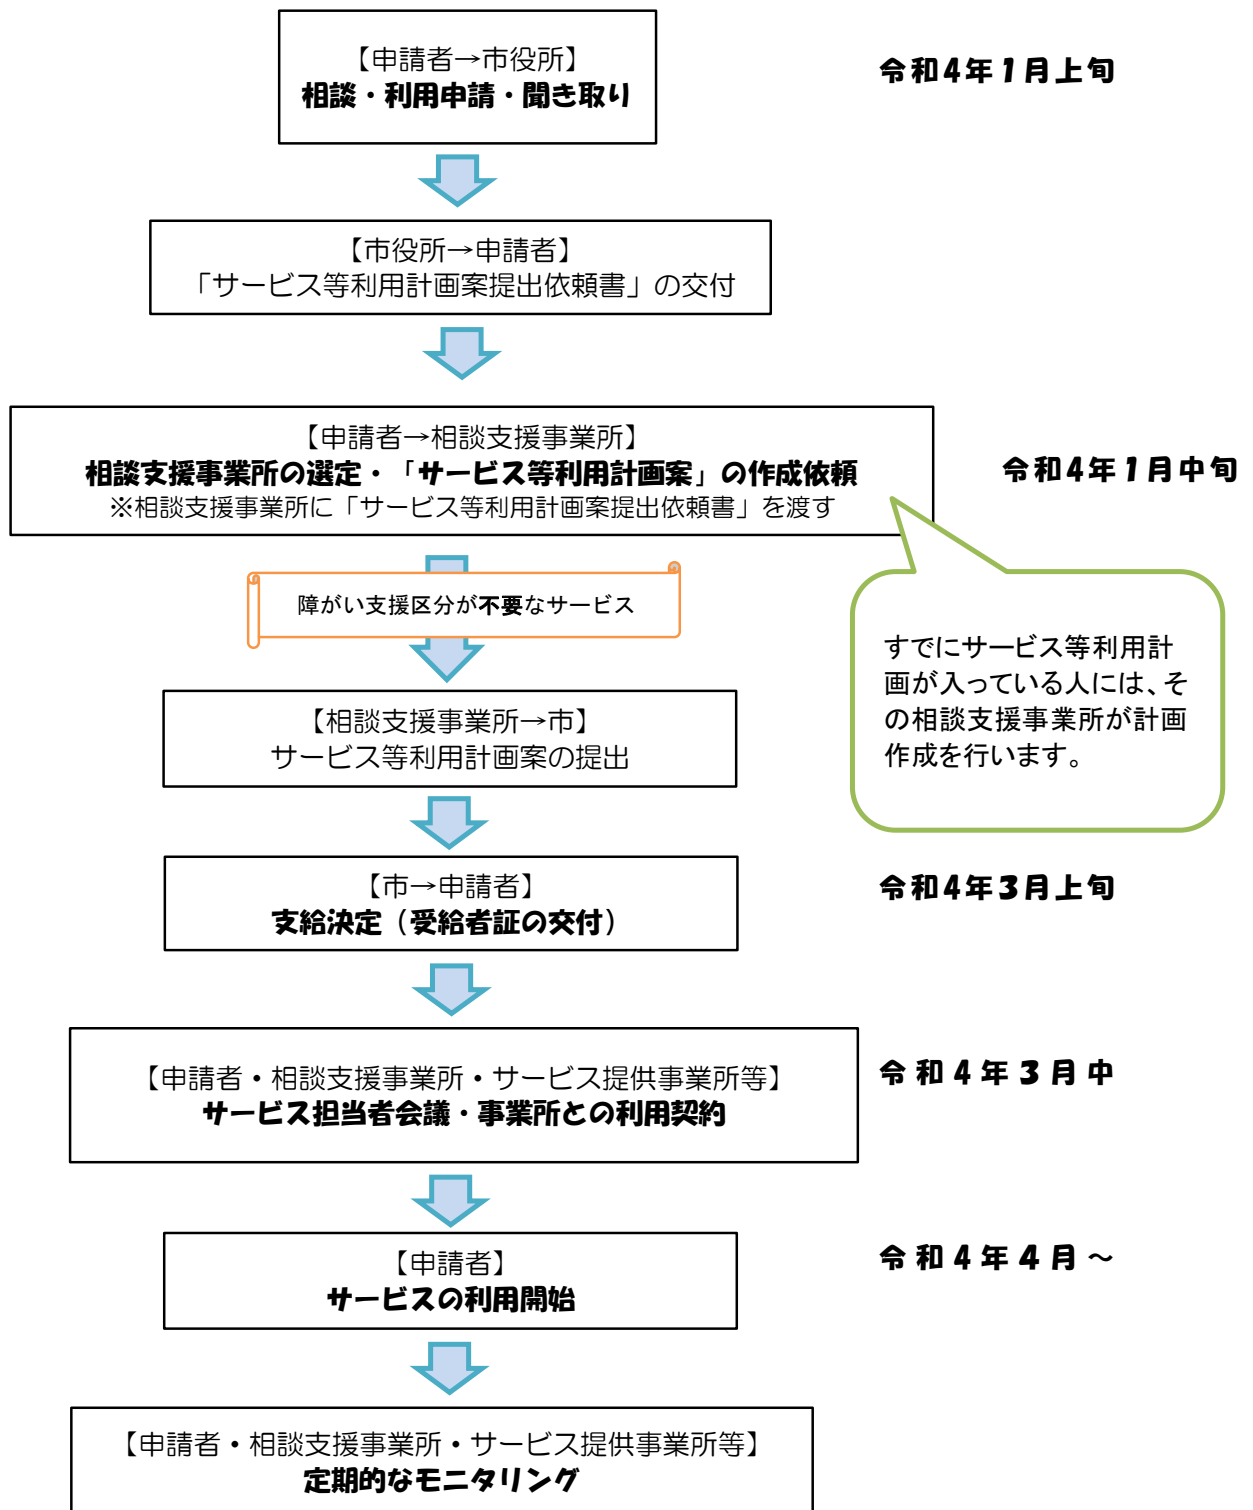 【申請者→市役所】
相談・利用申請・聞き取り
令和4年1月上旬
【市役所→申請者】
「サービス等利用計画案提出依頼書」の交付
【申請者→相談支援事業所】
相談支援事業所の選定・「サービス等利用計画案」の作成依頼
※相談支援事業所に「サービス等利用計画案提出依頼書」を渡す
令和4年1月中旬
障がい支援区分が不要なサービス
すでにサービス等利用計
画が入っている人には、そ
の相談支援事業所が計画
作成を行います。
【相談支援事業所→市】
サービス等利用計画案の提出
【市→申請者】
支給決定（受給者証の交付）
令和4年3月上旬
【申請者・相談支援事業所・サービス提供事業所等】
サービス担当者会議・事業所との利用契約
令和4年3月中
【申請者】
サービスの利用開始
令和4年4月～
【申請者・相談支援事業所・サービス提供事業所等】
定期的なモニタリング